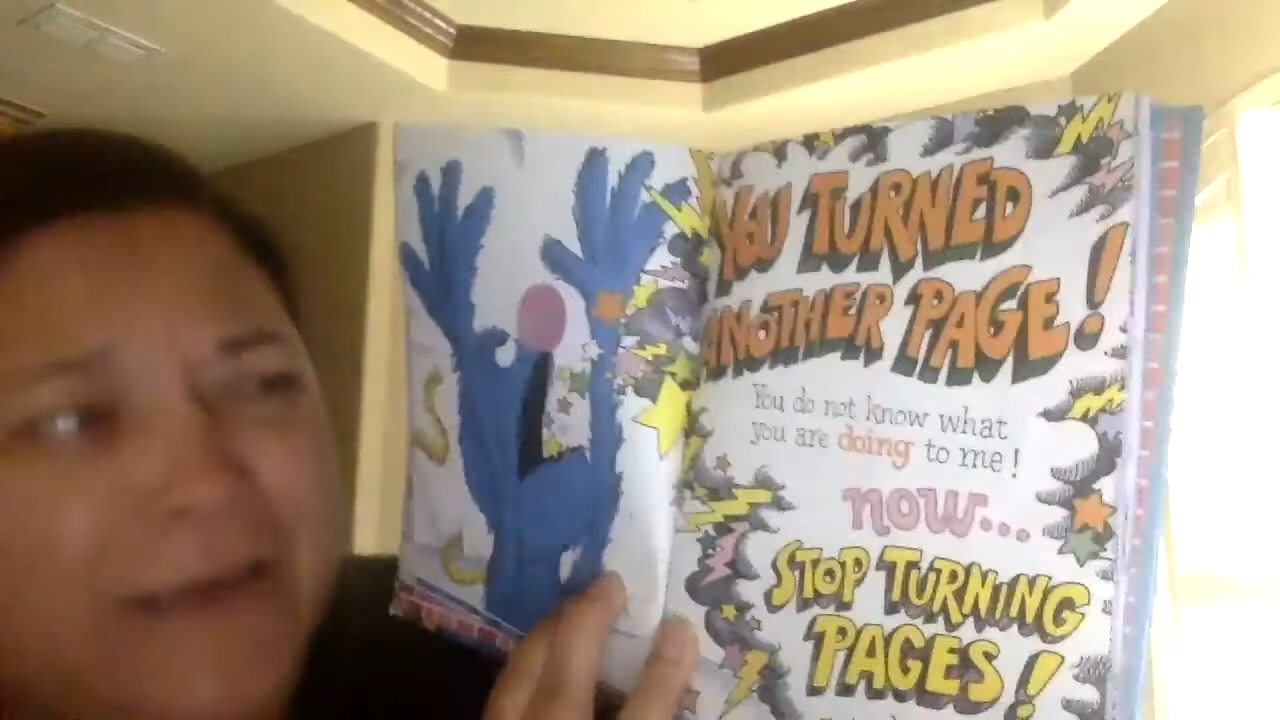 YOU TURNED
ANOTHER PAGE!
You do not know what
you are doing to me!
now...
STOP TURNING
PAGES!